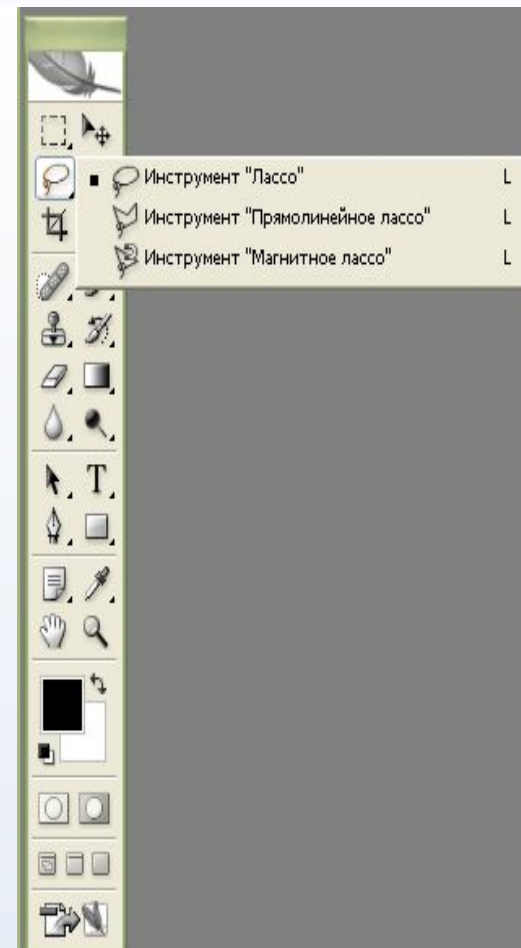 Инструмент "Лассо" L
Инструмент "Прямолинейное лассо" L
Инструмент "Магнитное лассо" L